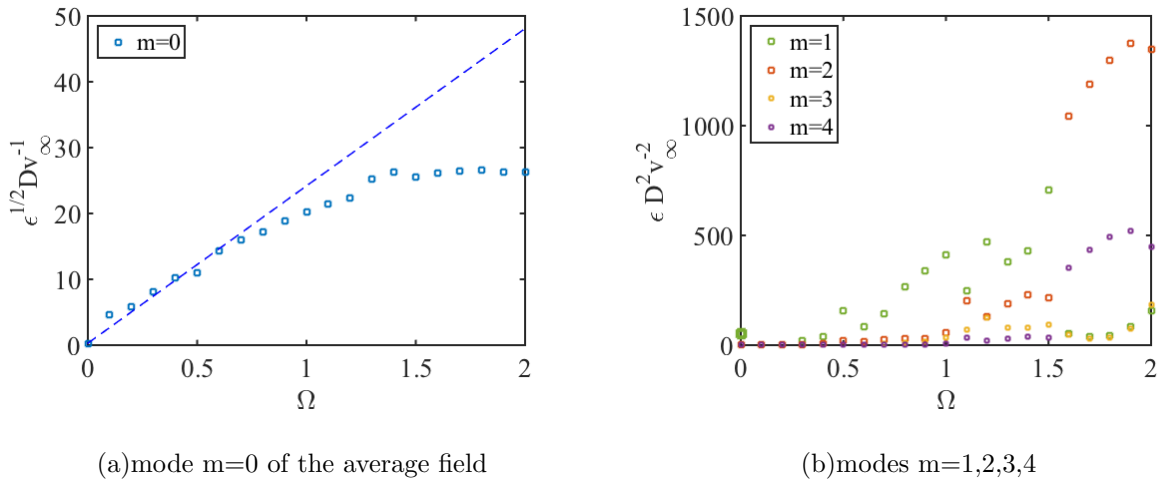 m=0
50
40
30
20
10
0
0 0.5 1 1.5 2
Ω
ϵ^{1/2}Dv_∞^{-1}
(a)mode m=0 of the average field
m=1
m=2
m=3
m=4
1500
1000
500
0
0 0.5 1 1.5 2
Ω
ϵ D^2v_∞^{-2}
(b)modes m=1,2,3,4